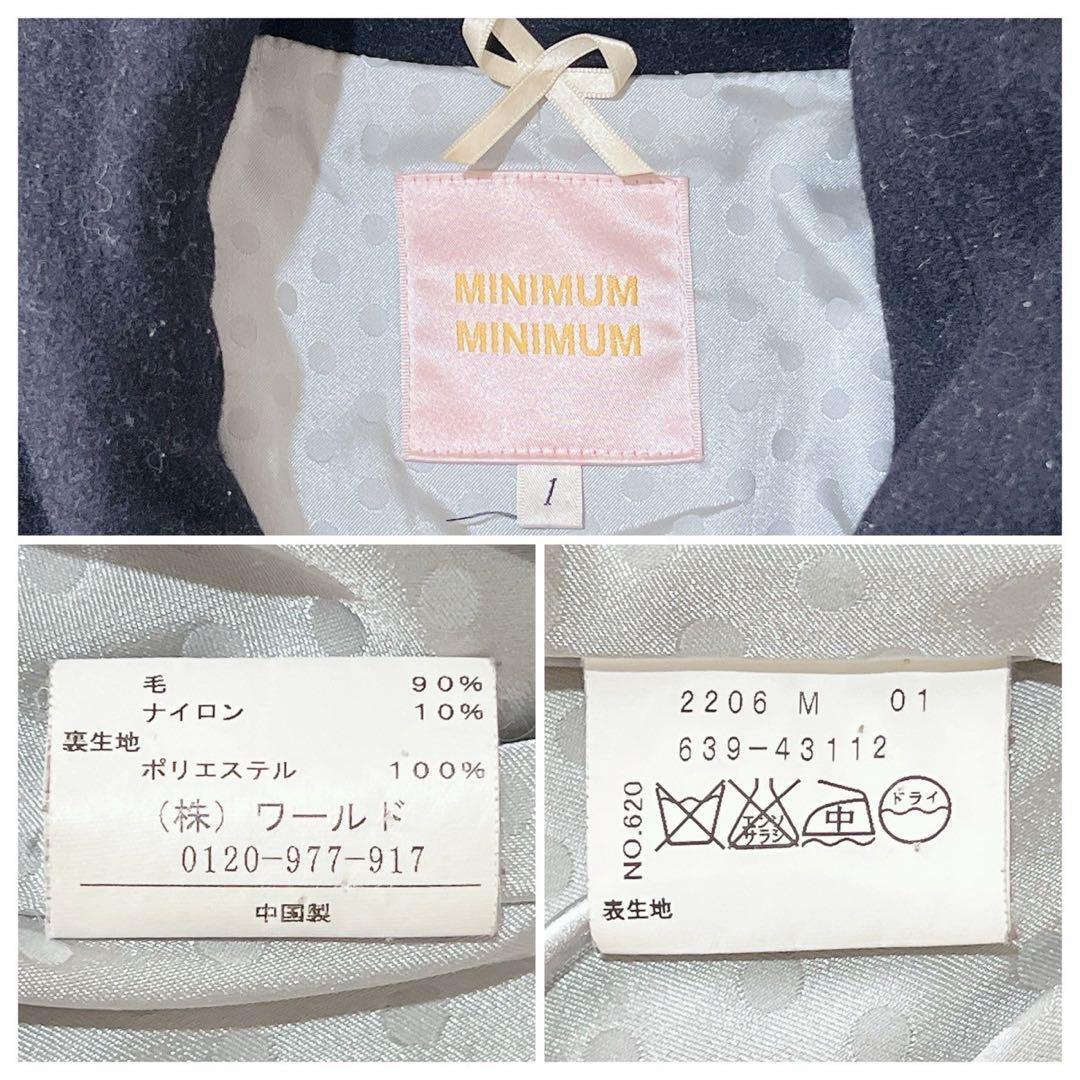 MINIMUM
MINIMUM
1
毛 90%
ナイロン 10%
裏生地
ポリエステル 100%
(株)ワールド
0120-977-917
中国製
2206 M 01
639-43112
NO.620
エンソ
サラシ
中
ドライ
表生地